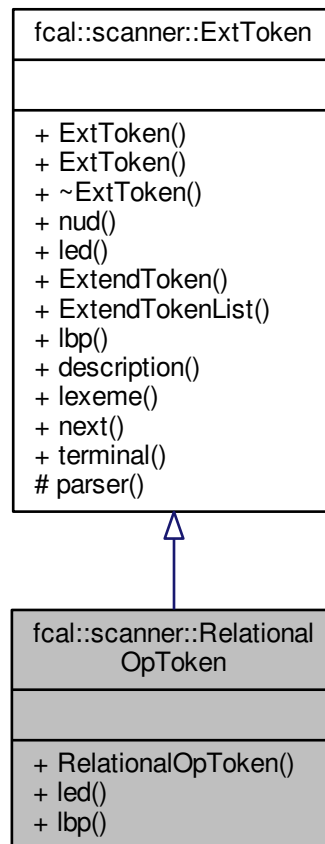 fcal::scanner::ExtToken
+ ExtToken()
+ ExtToken()
+ ~ExtToken()
+ nud()
+ led()
+ ExtendToken()
+ ExtendTokenList()
+ lbp()
+ description()
+ lexeme()
+ next()
+ terminal()
# parser()
fcal::scanner::Relational
OpToken
+ RelationalOpToken()
+ led()
+ lbp()